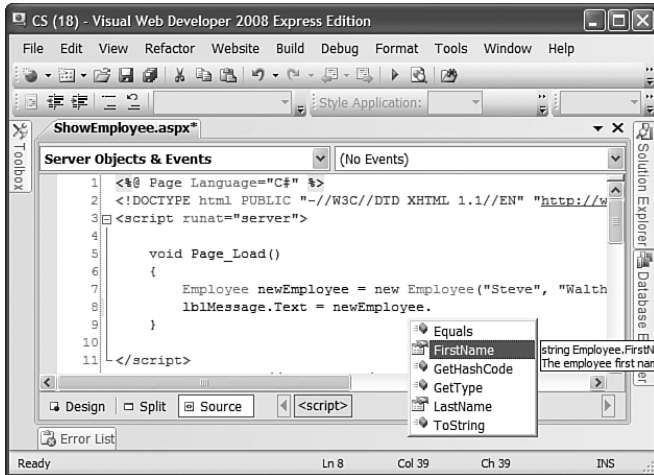 CS (18) - Visual Web Developer 2008 Express Edition
File Edit View Refactor Website Build Debug Format Tools Window Help
Style Application:
Toolbox
ShowEmployee.aspx*
Server Objects & Events (No Events)
1 <%@ Page Language="C#" %>
2 <!DOCTYPE html PUBLIC "-//W3C//DTD XHTML 1.1//EN" "http://w
3 <script runat="server">
4
5 void Page_Load()
6 {
7 Employee newEmployee = new Employee("Steve", "Walth
8 lblMessage.Text = newEmployee.
9 }
10
11 </script>
Equals
FirstName
GetHashCode
GetType
LastName
ToString
string Employee.FirstN
The employee first nam
Solution Explorer
Database
Design Split Source <script>
Error List
Ready Ln 8 Col 39 Ch 39 INS